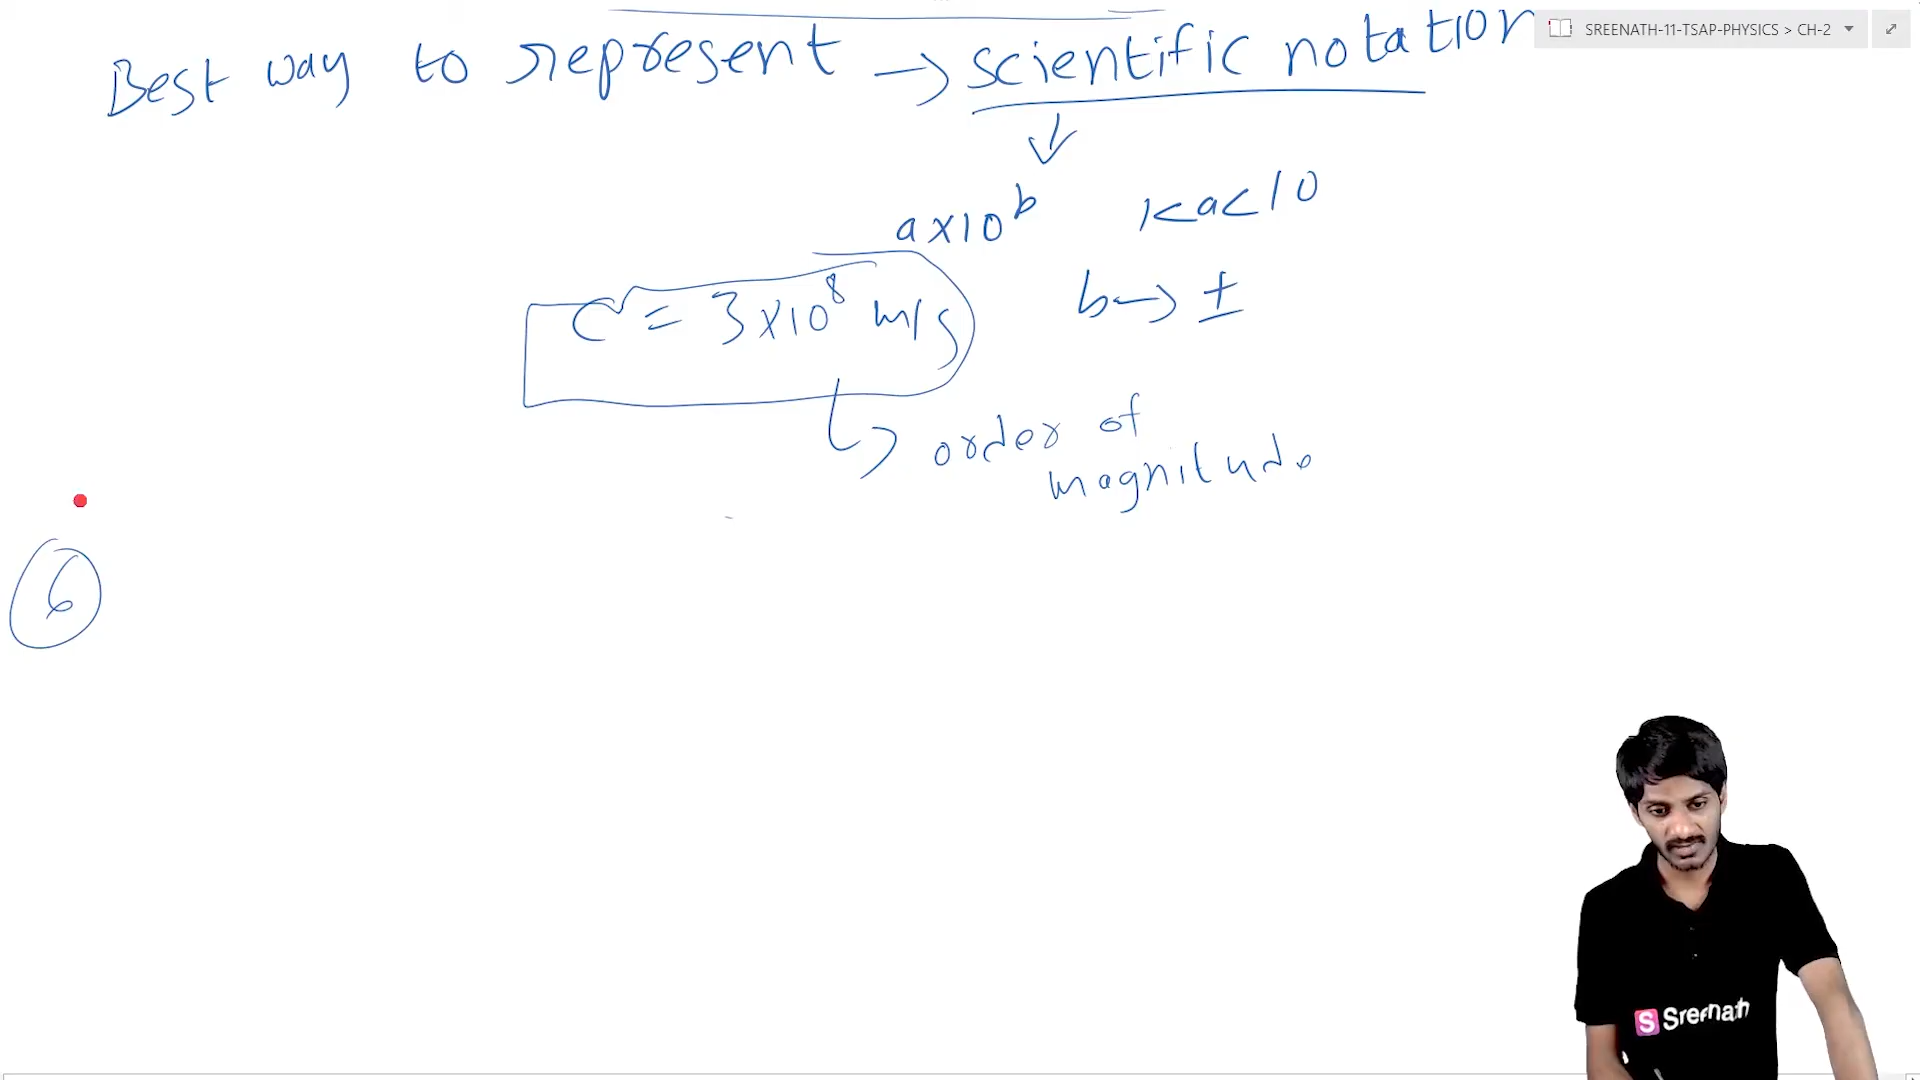 Best way to represent → scientific notation
SREENATH-11-TSAP-PHYSICS > CH-2
↓
a×10^b 1<a<10
C = 3×10^8 m/s b→ ±
order of
magnitude
6
S Sreenath